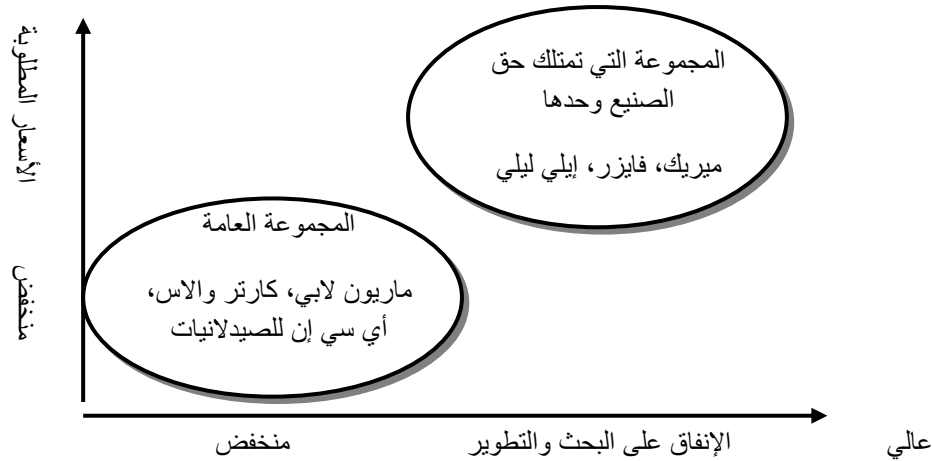 الأسعار المطلوبة
منخفض
المجموعة التي تمتلك حق
الصنيع وحدها
ميريك، فايزر، إيلي ليلي
المجموعة العامة
ماريون لابي، كارتر والاس،
أي سي إن للصيدلانيات
منخفض
الإنفاق على البحث والتطوير
عالي